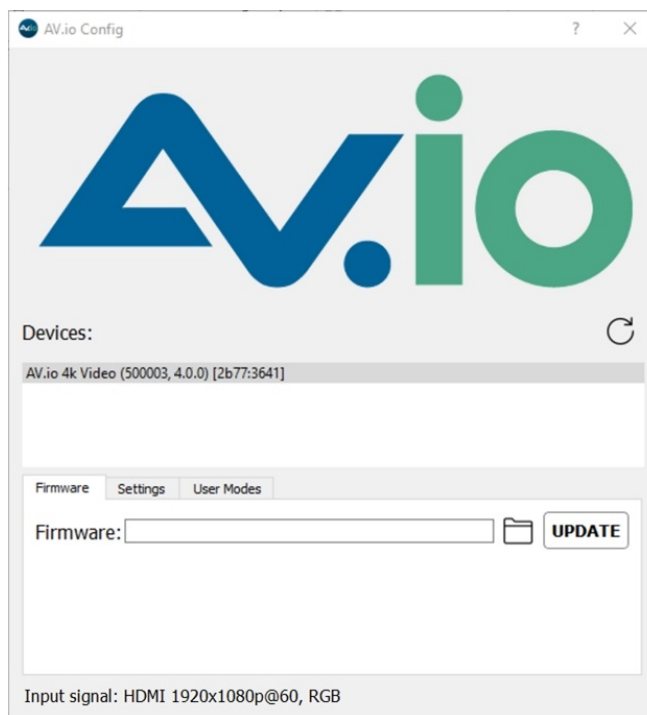 AV.io Config
AV.io
Devices:
AV.io 4k Video (500003, 4.0.0) [2b77:3641]
Firmware Settings User Modes
Firmware: UPDATE
Input signal: HDMI 1920x1080p@60, RGB